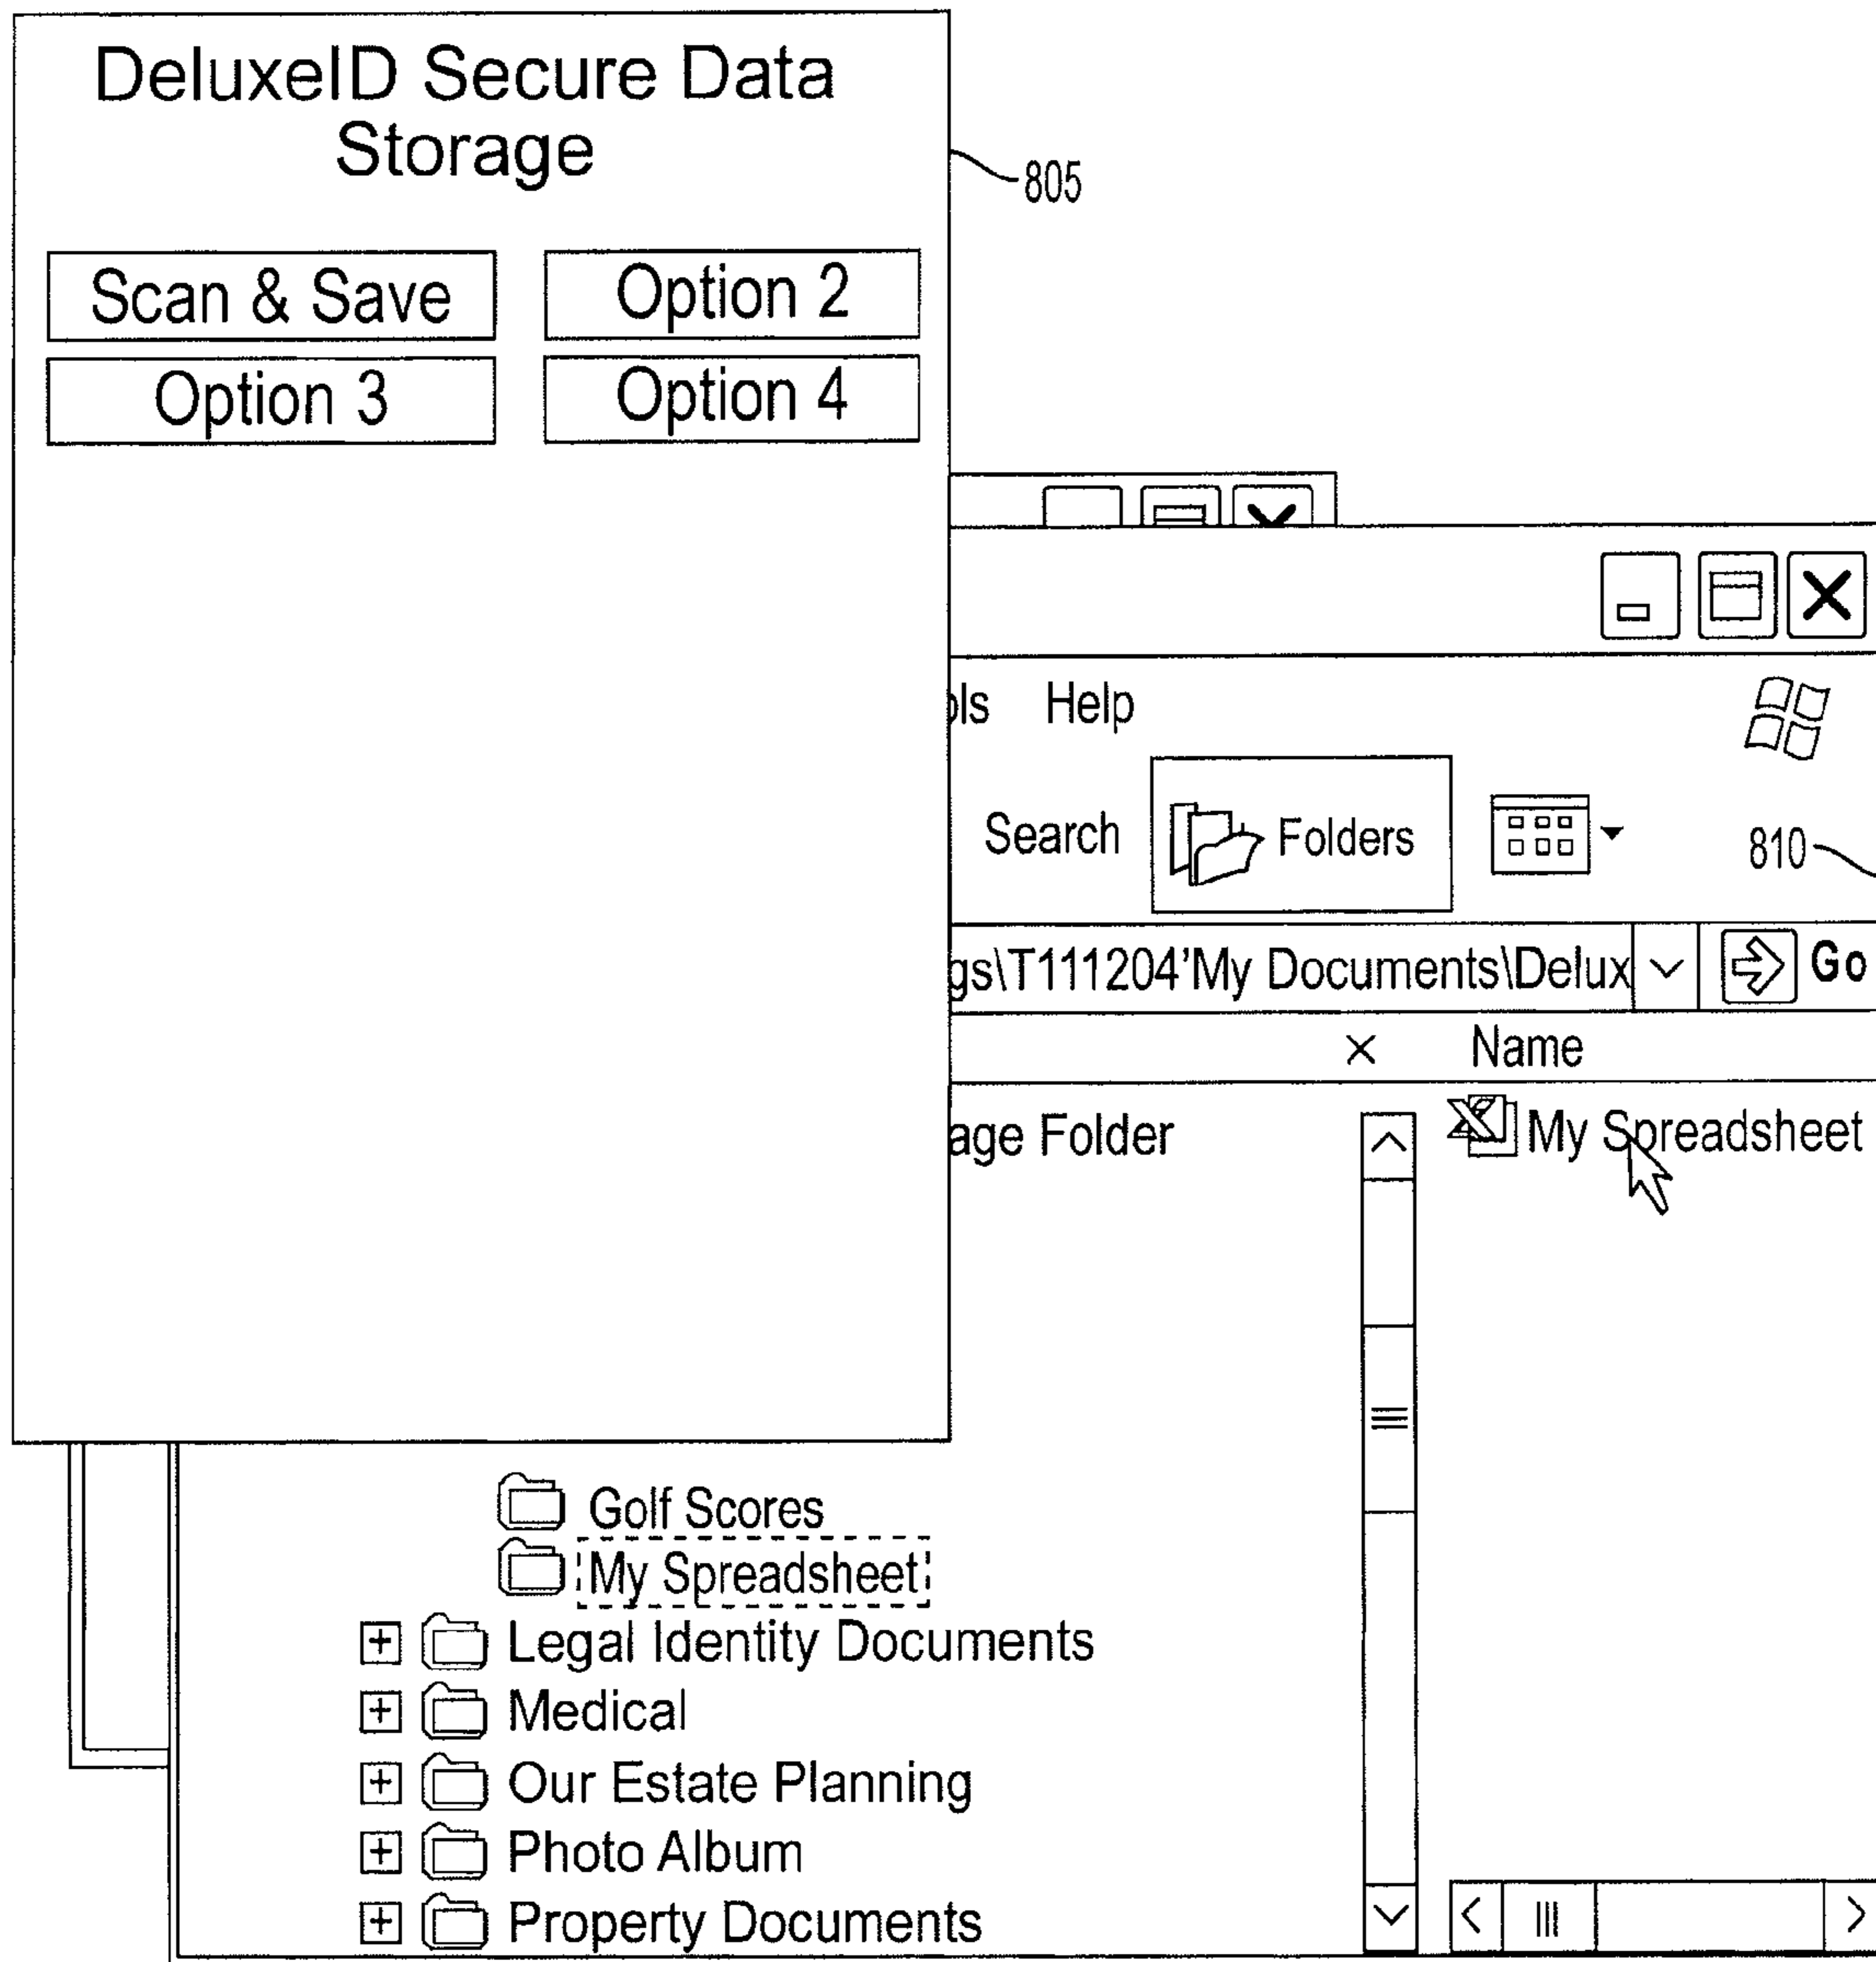 DeluxeID Secure Data
Storage
805
Scan & Save
Option 2
Option 3
Option 4
ols Help
Search Folders
810
gs\T111204'My Documents\Delux
Go
Name
age Folder
My Spreadsheet
Golf Scores
My Spreadsheet
Legal Identity Documents
Medical
Our Estate Planning
Photo Album
Property Documents